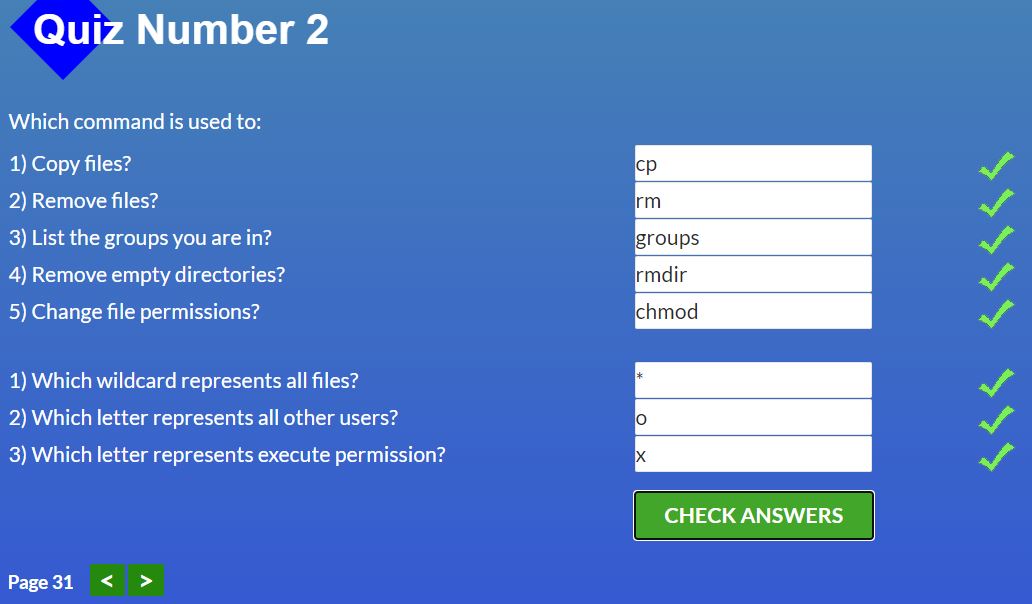 Quiz Number 2
Which command is used to:
1) Copy files? cp
2) Remove files? rm
3) List the groups you are in? groups
4) Remove empty directories? rmdir
5) Change file permissions? chmod
1) Which wildcard represents all files? *
2) Which letter represents all other users? o
3) Which letter represents execute permission? x
CHECK ANSWERS
Page 31 < >